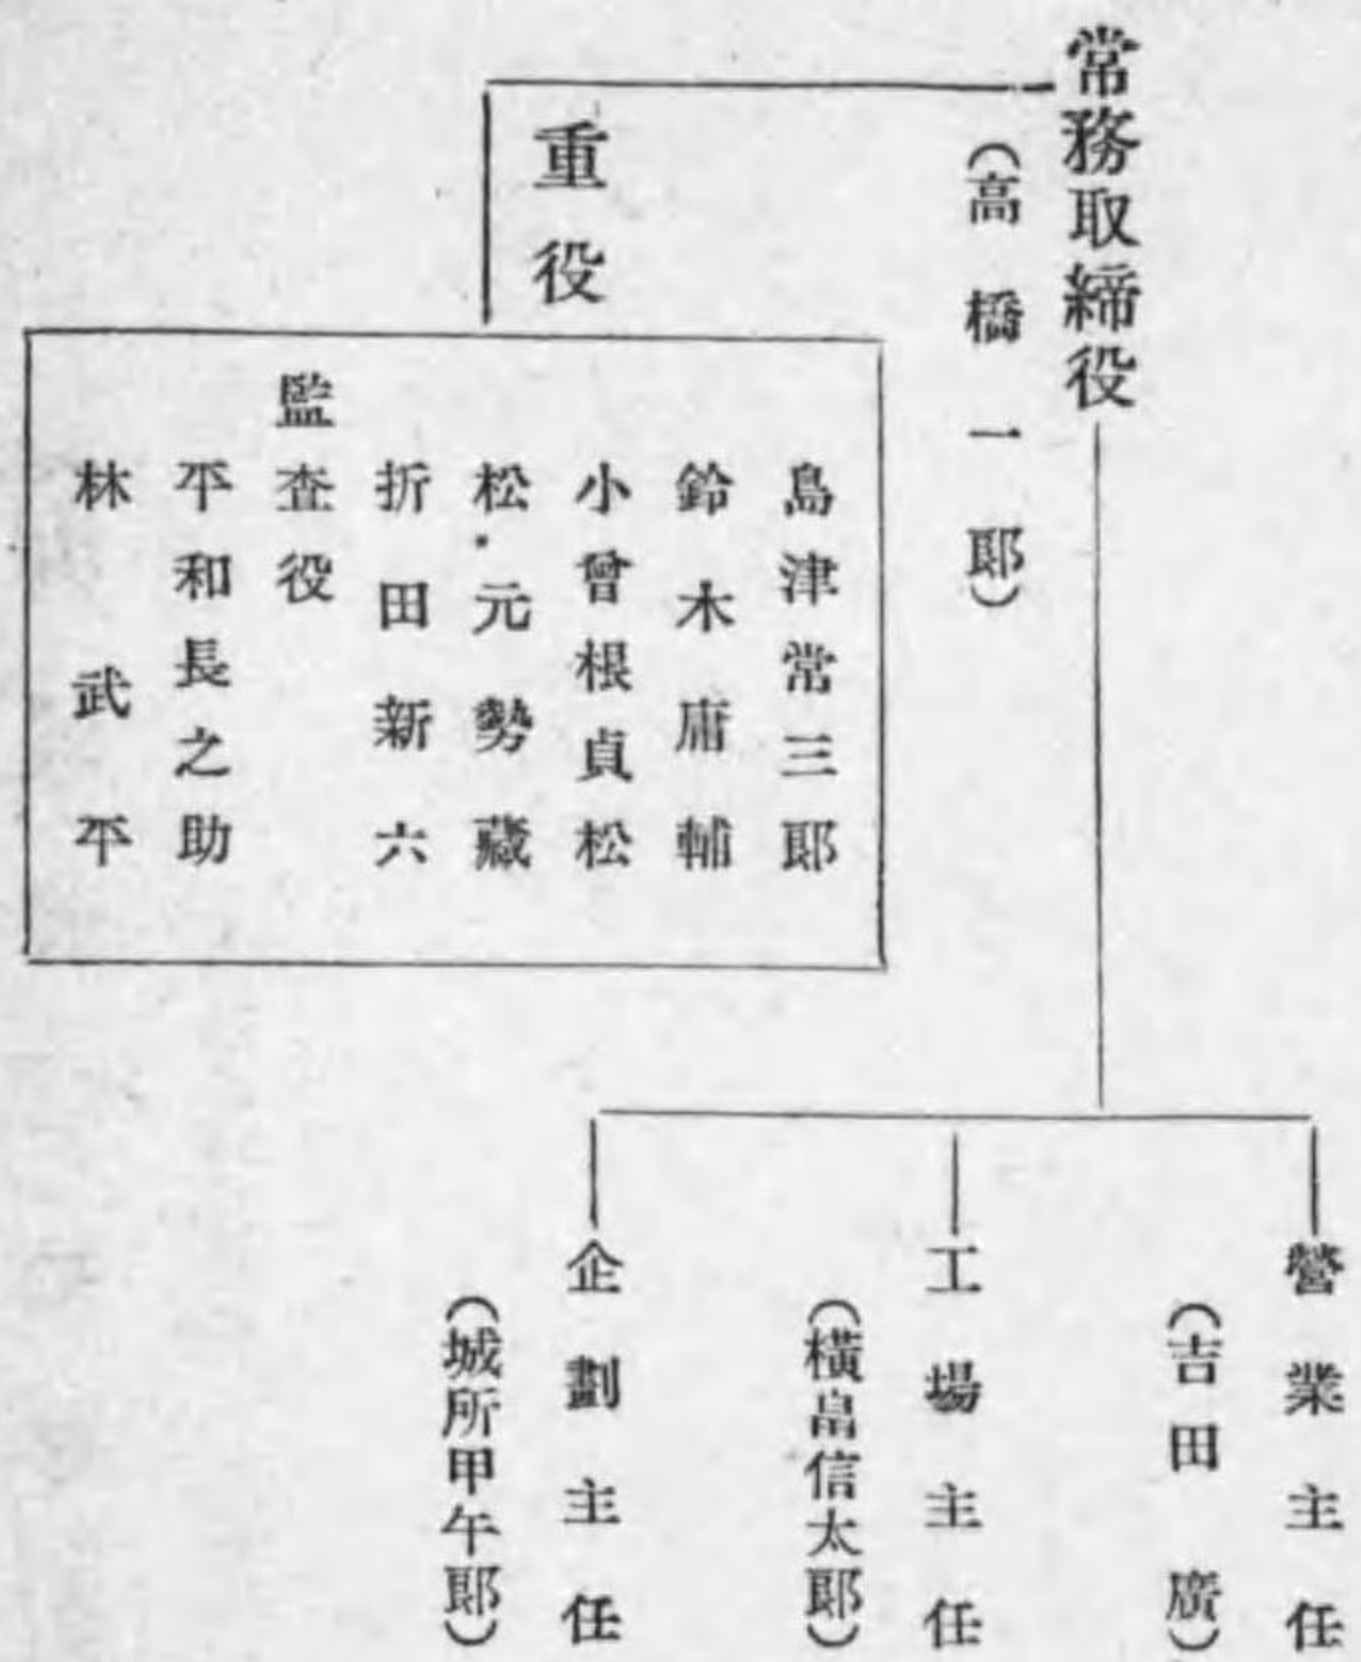 常務取締役
（高橋一郎）
重役
島津常三郎
鈴木庸輔
小曾根貞松
松元勢藏
折田新六
監査役
平和長之助
林武平
營業主任
（吉田廣）
工場主任
（橫畠信太郎）
企劃主任
（城所甲午郎）